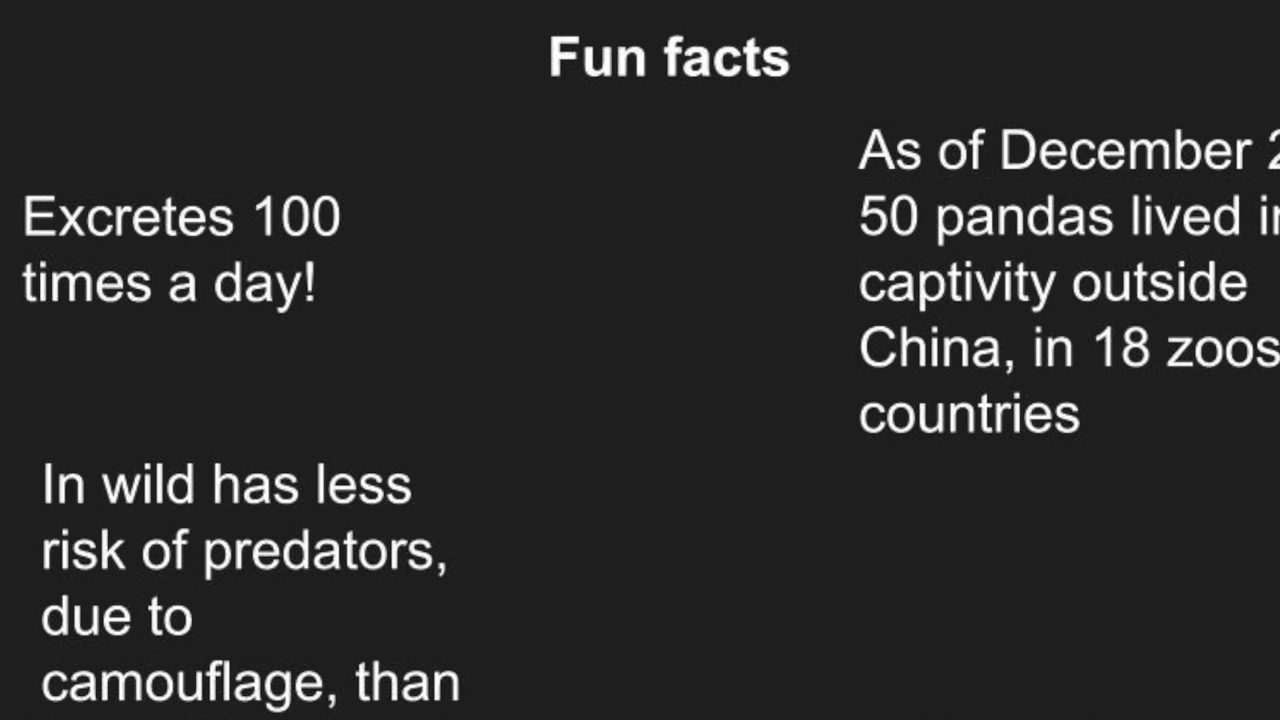 Fun facts
Excretes 100
times a day!
As of December
50 pandas lived
captivity outside
China, in 18 zoos
countries
In wild has less
risk of predators,
due to
camouflage, than